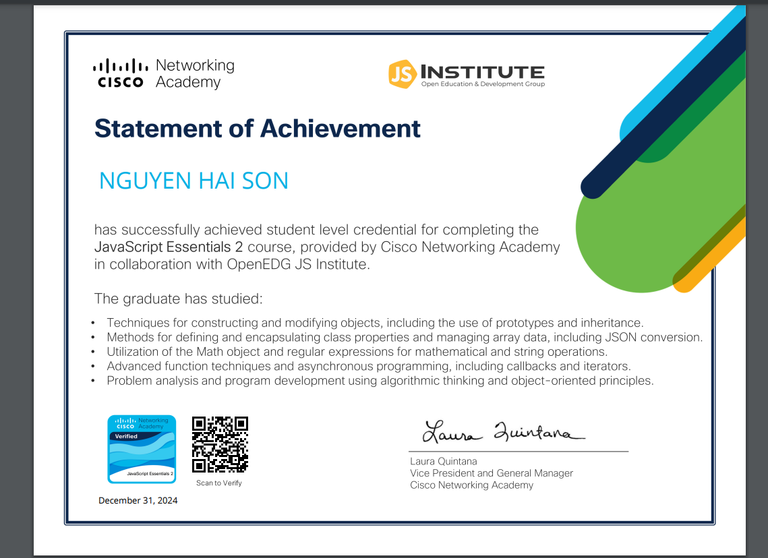 CISCO Networking Academy
JS INSTITUTE
Open Education & Development Group
Statement of Achievement
NGUYEN HAI SON
has successfully achieved student level credential for completing the
JavaScript Essentials 2 course, provided by Cisco Networking Academy
in collaboration with OpenEDG JS Institute.
The graduate has studied:
• Techniques for constructing and modifying objects, including the use of prototypes and inheritance.
• Methods for defining and encapsulating class properties and managing array data, including JSON conversion.
• Utilization of the Math object and regular expressions for mathematical and string operations.
• Advanced function techniques and asynchronous programming, including callbacks and iterators.
• Problem analysis and program development using algorithmic thinking and object-oriented principles.
CISCO Networking Academy
Verified
JavaScript Essentials 2
Scan to Verify
December 31, 2024
Laura Quintana
Laura Quintana
Vice President and General Manager
Cisco Networking Academy